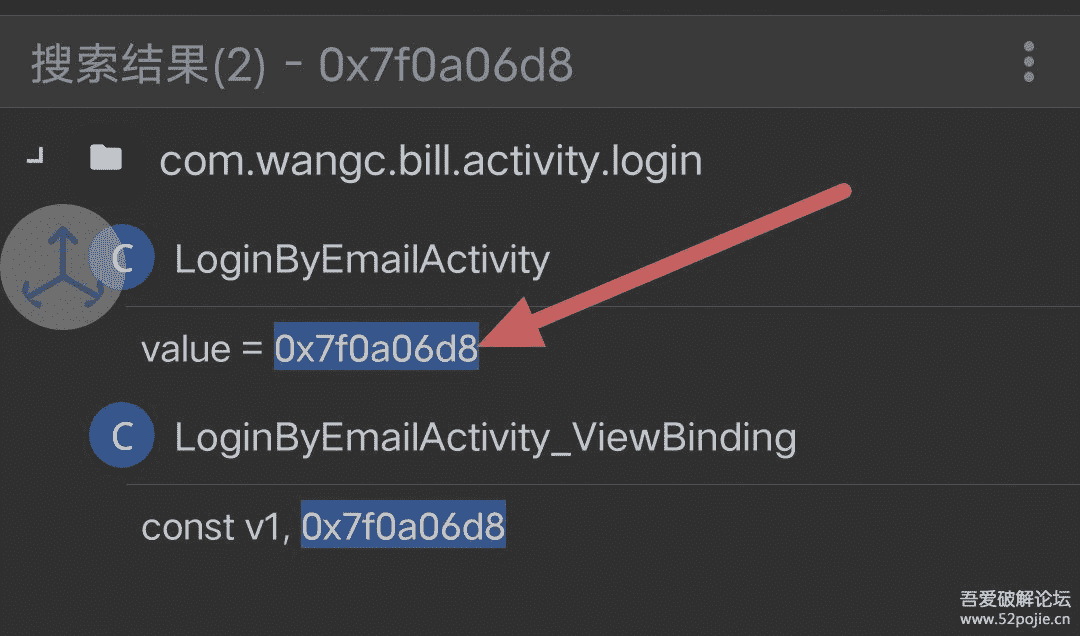 搜索结果(2) - 0x7f0a06d8
com.wangc.bill.activity.login
C LoginByEmailActivity
value = 0x7f0a06d8
C LoginByEmailActivity_ViewBinding
const v1, 0x7f0a06d8
吾爱破解论坛
www.52pojie.cn